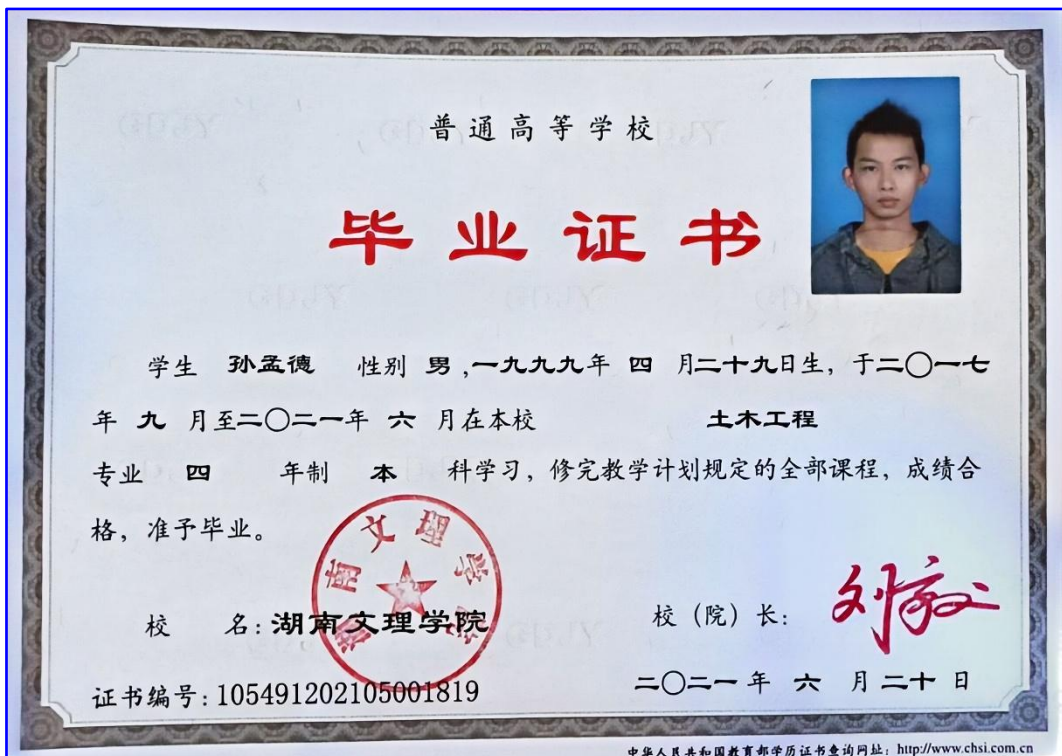 普通高等学校
毕业证书
学生 孙孟德 性别 男,一九九九年 四 月二十九日生，于二〇一七
年 九 月至二〇二一年 六 月在本校 土木工程
专业 四 年制 本 科学习，修完教学计划规定的全部课程，成绩合
格，准予毕业。
湖南文理学院
校 名：湖南文理学院
校（院）长：
证书编号：105491202105001819
二〇二一年 六 月二十日
中华人民共和国教育部学历证书查询网址：http://www.chsi.com.cn